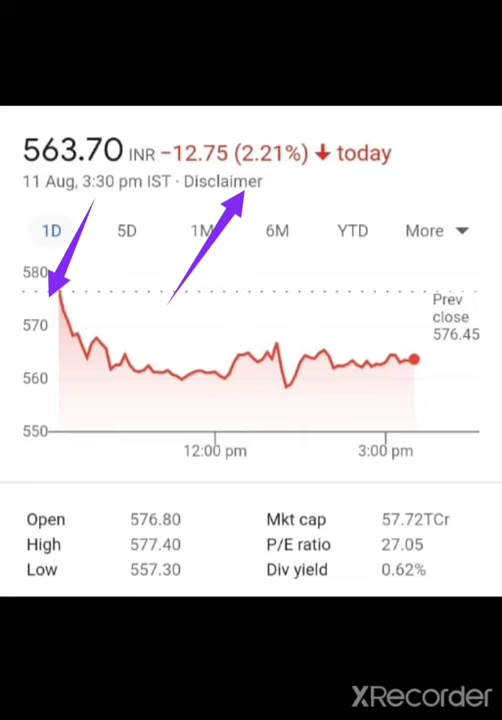 563.70 INR −12.75 (2.21%) ↓ today
11 Aug, 3:30 pm IST · Disclaimer
1D 5D 1M 6M YTD More
580
Prev
close
576.45
570
560
550
12:00 pm 3:00 pm
Open 576.80 Mkt cap 57.72TCr
High 577.40 P/E ratio 27.05
Low 557.30 Div yield 0.62%
XRecorder